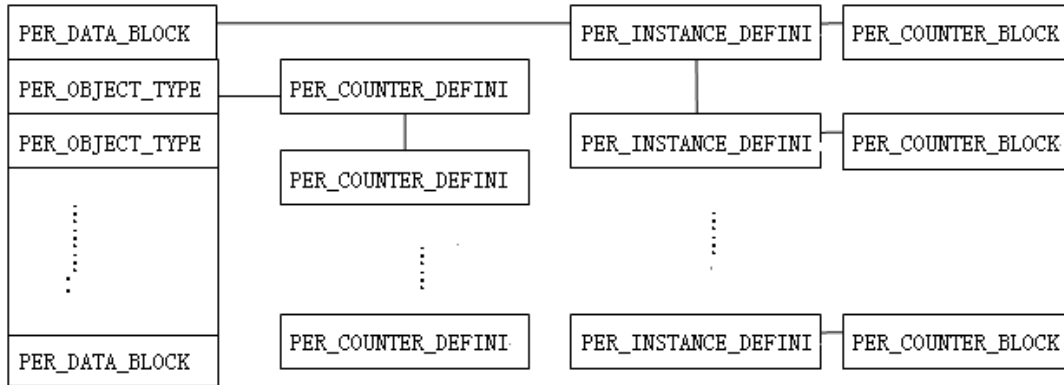 PER_DATA_BLOCK
PER_INSTANCE_DEFINI
PER_COUNTER_BLOCK
PER_OBJECT_TYPE
PER_COUNTER_DEFINI
PER_OBJECT_TYPE
PER_INSTANCE_DEFINI
PER_COUNTER_BLOCK
PER_COUNTER_DEFINI
PER_DATA_BLOCK
PER_COUNTER_DEFINI
PER_INSTANCE_DEFINI
PER_COUNTER_BLOCK